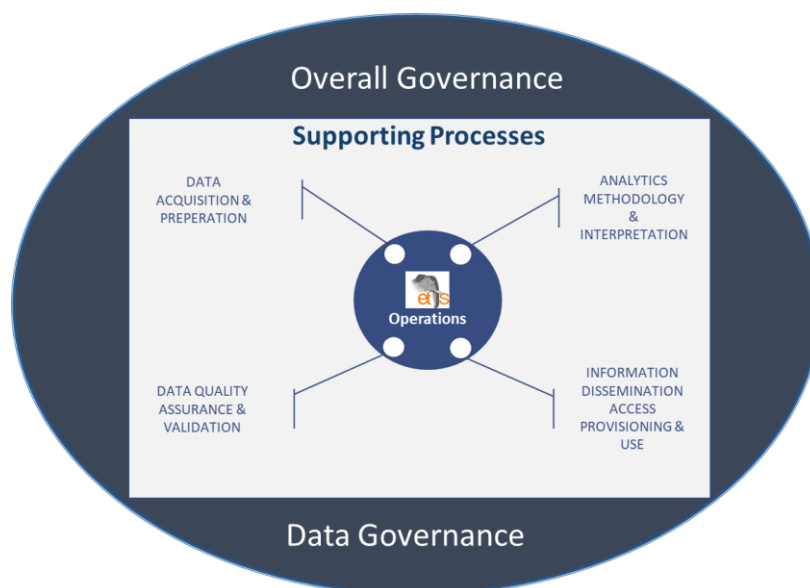 Overall Governance
Supporting Processes
DATA
ACQUISITION &
PREPERATION
ANALYTICS
METHODOLOGY
&
INTERPRETATION
etis
Operations
DATA QUALITY
ASSURANCE &
VALIDATION
INFORMATION
DISSEMINATION
ACCESS
PROVISIONING &
USE
Data Governance